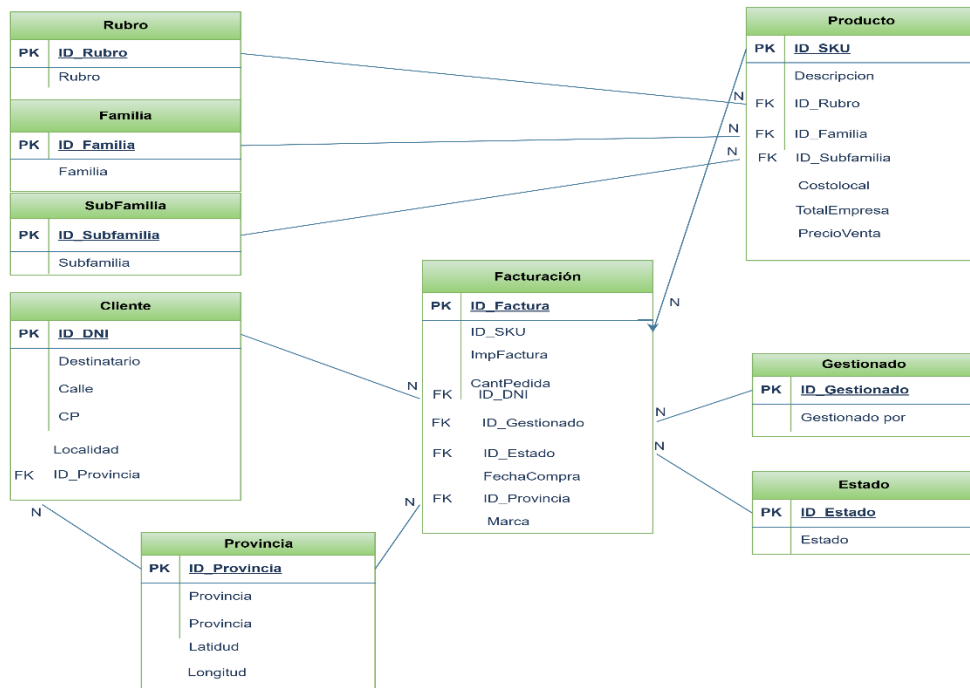 Rubro
PK ID_Rubro
Rubro
Familia
PK ID_Familia
Familia
SubFamilia
PK ID_Subfamilia
Subfamilia
Cliente
PK ID_DNI
Destinatario
Calle
CP
Localidad
FK ID_Provincia
N
Provincia
PK ID_Provincia
Provincia
Provincia
Latidud
Longitud
Facturación
PK ID_Factura
ID_SKU
ImpFactura
CantPedida
N
FK ID_DNI
FK ID_Gestionado
FK ID_Estado
FechaCompra
N
FK ID_Provincia
Marca
Producto
PK ID_SKU
Descripcion
N
FK ID_Rubro
N
FK ID_Familia
N
FK ID_Subfamilia
Costolocal
TotalEmpresa
PrecioVenta
N
Gestionado
PK ID_Gestionado
Gestionado por
N
N
Estado
PK ID_Estado
Estado